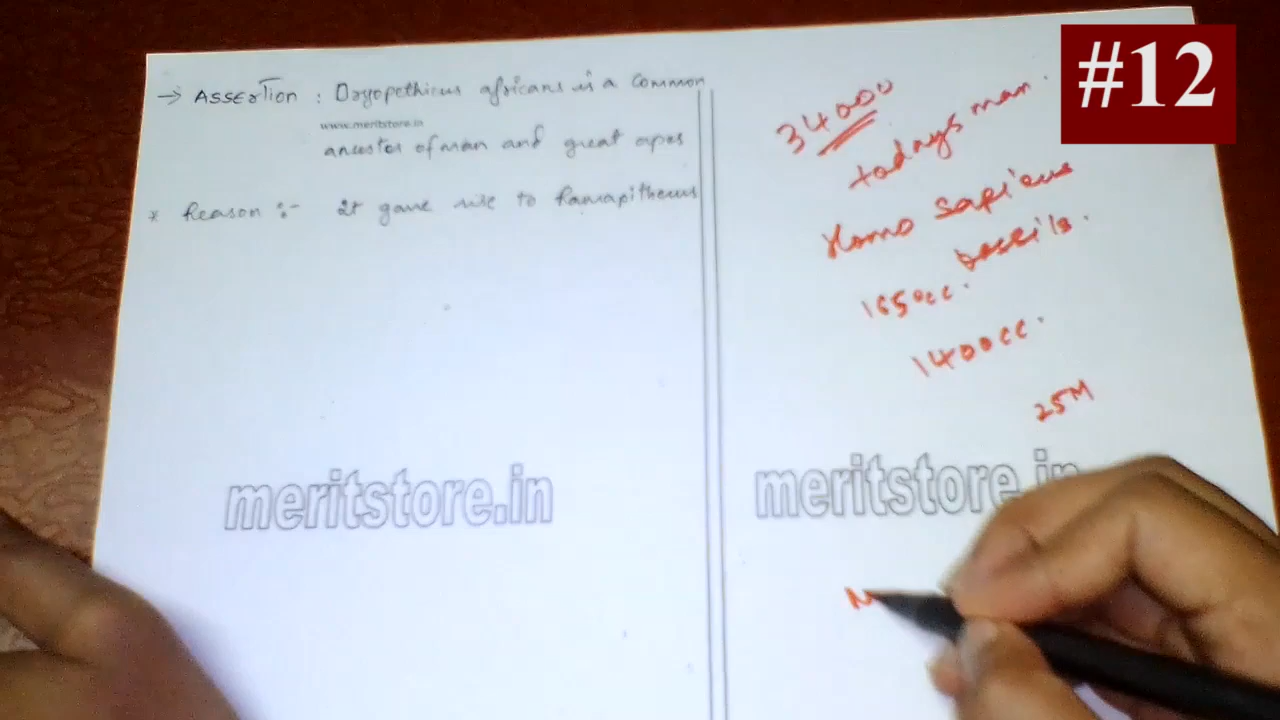 #12
→ ASSERTION : Dryopethicus africans is a common
www.meritstore.in
ancestor of man and great apes
* Reason :- It gave rise to Ramapitheus
34000
todays man.
Homo Sapiens
fossils.
1650cc.
1400cc.
25M
meritstore.in
meritstore.in